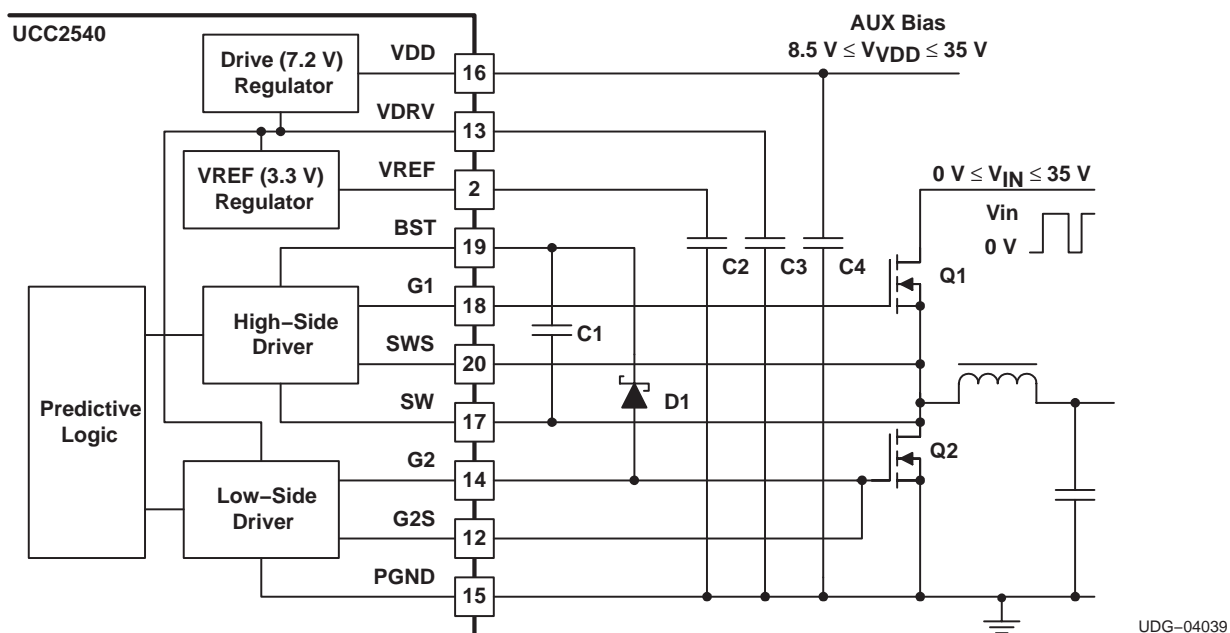 UCC2540
Drive (7.2 V)
Regulator
VDD
16
AUX Bias
8.5 V ≤ VVDD ≤ 35 V
VDRV
13
VREF (3.3 V)
Regulator
VREF
2
0 V ≤ VIN ≤ 35 V
Vin
0 V
BST
19
C2
C3
C4
Q1
G1
18
High–Side
Driver
C1
SWS
20
SW
17
D1
Predictive
Logic
G2
14
Q2
Low–Side
Driver
G2S
12
PGND
15
UDG–04039